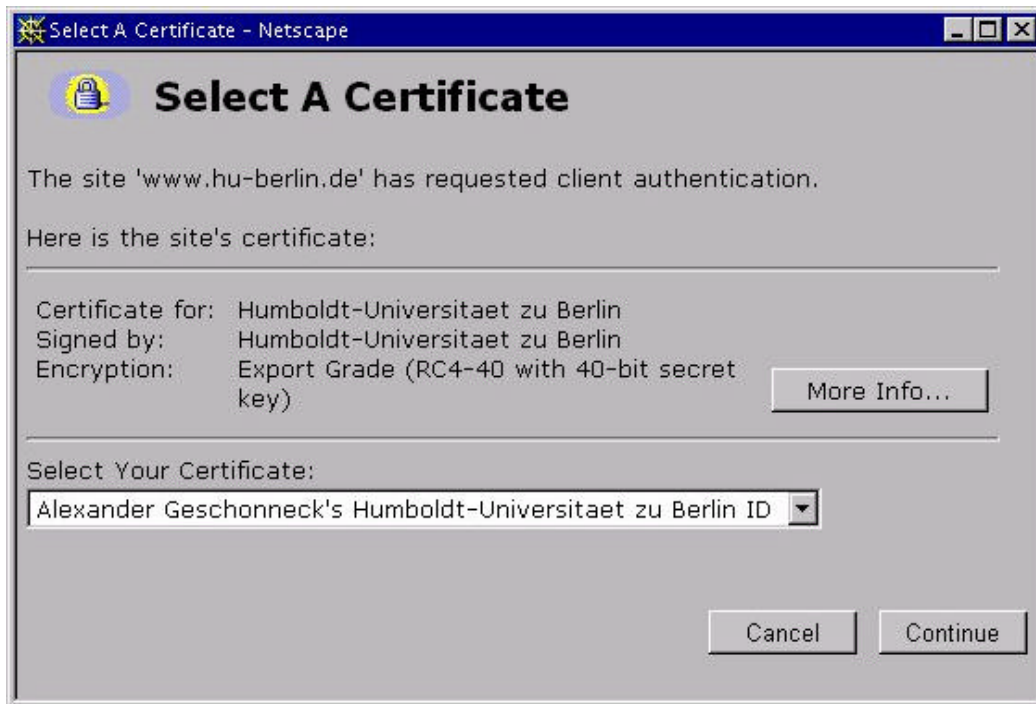 Select A Certificate - Netscape
Select A Certificate
The site 'www.hu-berlin.de' has requested client authentication.
Here is the site's certificate:
Certificate for: Humboldt-Universitaet zu Berlin
Signed by: Humboldt-Universitaet zu Berlin
Encryption: Export Grade (RC4-40 with 40-bit secret
key)
More Info...
Select Your Certificate:
Alexander Geschonneck's Humboldt-Universitaet zu Berlin ID
Cancel Continue